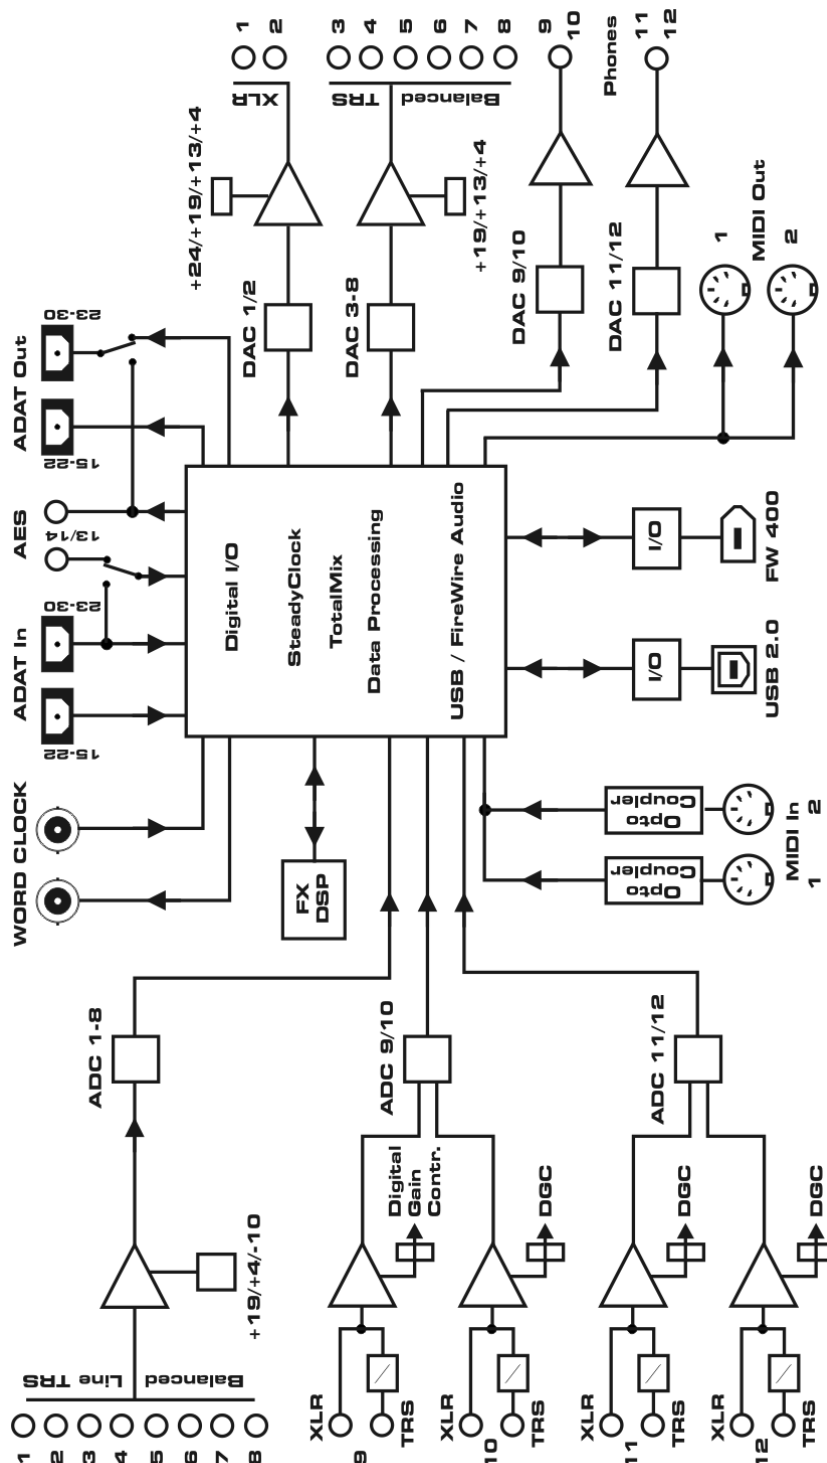 1 2
XLR
+24/+19/+13/+4
DAC 1/2
3 4 5 6 7 8
Balanced TRS
+19/+13/+4
DAC 3-8
9 10
DAC 9/10
Phones
11 12
DAC 11/12
1
MIDI Out
2
ADAT Out
23-30
15-22
AES
13/14
ADAT In
23-30
15-22
WORD CLOCK
Digital I/O
SteadyClock
TotalMix
Data Processing
USB / FireWire Audio
I/O
FW 400
I/O
USB 2.0
FX
DSP
Opto
Coupler
Opto
Coupler
1
MIDI In
2
ADC 1-8
+19/+4/-10
Balanced Line TRS
1 2 3 4 5 6 7 8
ADC 9/10
Digital
Gain
Contr.
DGC
XLR
9
TRS
XLR
10
TRS
ADC 11/12
DGC
DGC
XLR
11
TRS
XLR
12
TRS